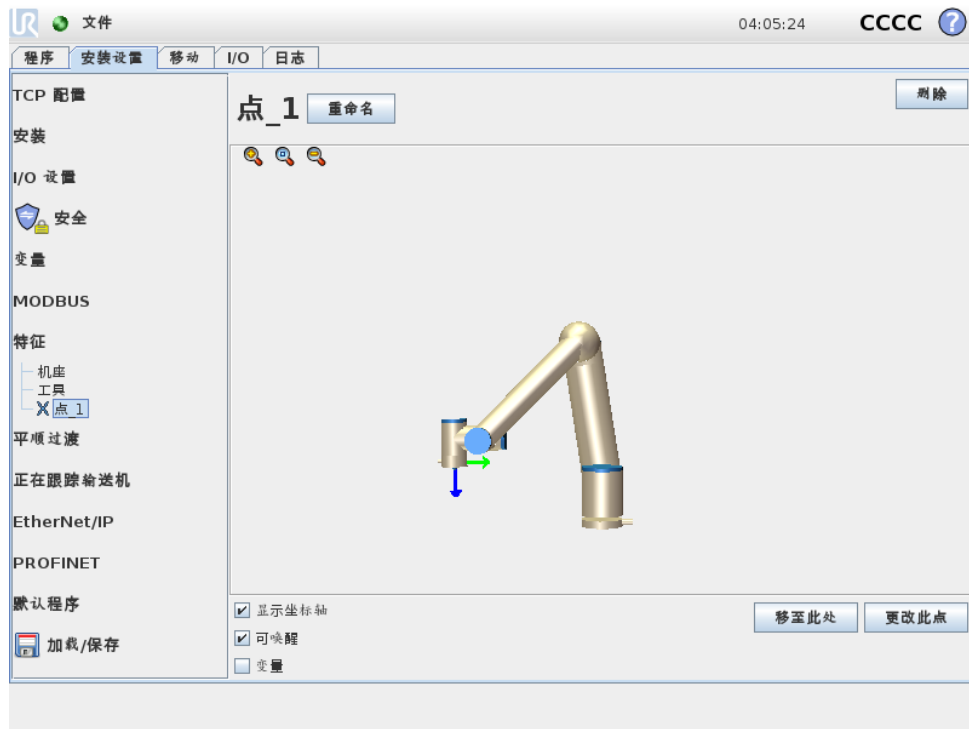 UR 文件 04:05:24 CCCC ?
程序 安装设置 移动 I/O 日志
TCP 配置
安装
I/O 设置
安全
变量
MODBUS
特征
机座
工具
点_1
平顺过渡
正在跟踪输送机
EtherNet/IP
PROFINET
默认程序
加载/保存
点_1 重命名 删除
显示坐标轴
可唤醒
变量
移至此处 更改此点